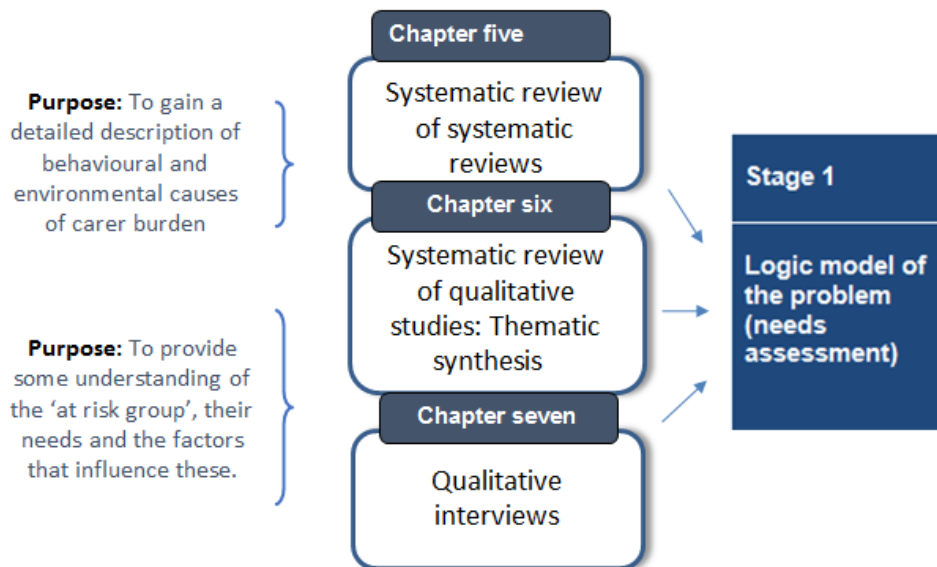 Chapter five
Systematic review
of systematic
reviews
Purpose: To gain a
detailed description of
behavioural and
environmental causes
of carer burden
Chapter six
Systematic review
of qualitative
studies: Thematic
synthesis
Purpose: To provide
some understanding of
the ‘at risk group’, their
needs and the factors
that influence these.
Chapter seven
Qualitative
interviews
Stage 1
Logic model of
the problem
(needs
assessment)